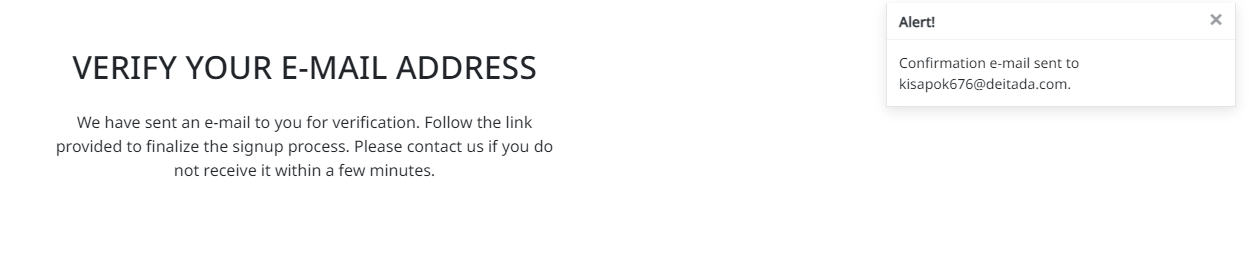 VERIFY YOUR E-MAIL ADDRESS
We have sent an e-mail to you for verification. Follow the link
provided to finalize the signup process. Please contact us if you do
not receive it within a few minutes.
Alert!
Confirmation e-mail sent to
kisapok676@deitada.com.